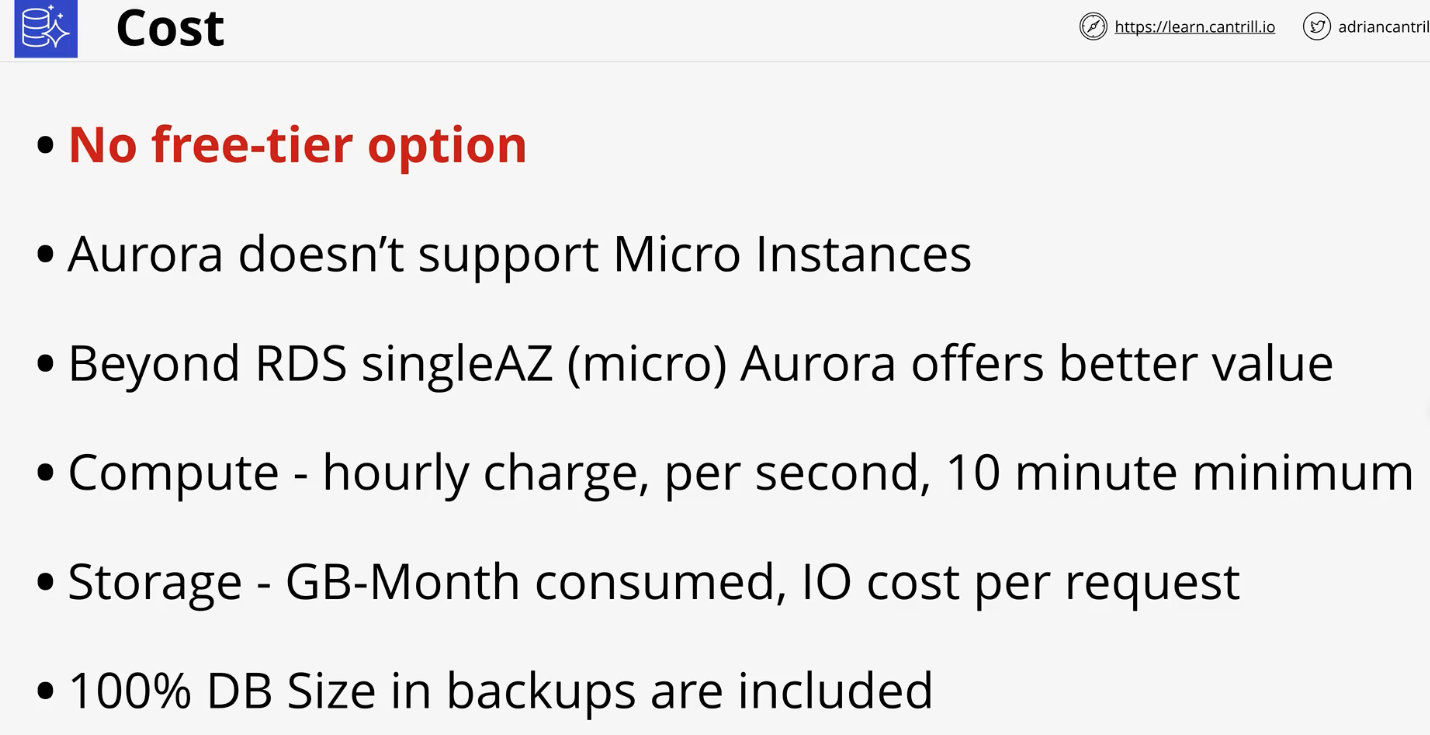 Cost
https://learn.cantrill.io
adriancantril
• No free-tier option
• Aurora doesn’t support Micro Instances
• Beyond RDS singleAZ (micro) Aurora offers better value
• Compute - hourly charge, per second, 10 minute minimum
• Storage - GB-Month consumed, IO cost per request
• 100% DB Size in backups are included